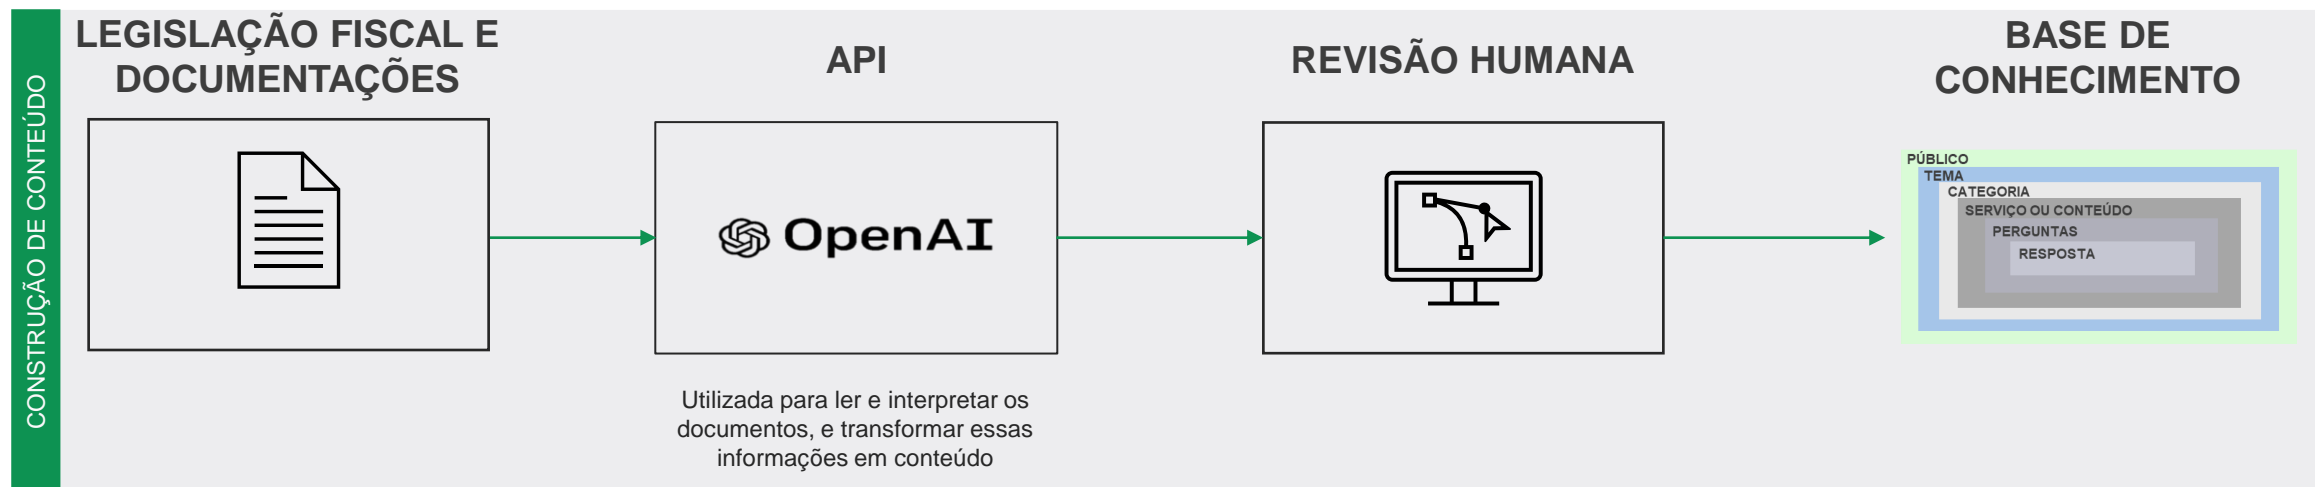 CONSTRUÇÃO DE CONTEÚDO
LEGISLAÇÃO FISCAL E
DOCUMENTAÇÕES
API
OpenAI
Utilizada para ler e interpretar os
documentos, e transformar essas
informações em conteúdo
REVISÃO HUMANA
BASE DE
CONHECIMENTO
PÚBLICO
TEMA
CATEGORIA
SERVIÇO OU CONTEÚDO
PERGUNTAS
RESPOSTA